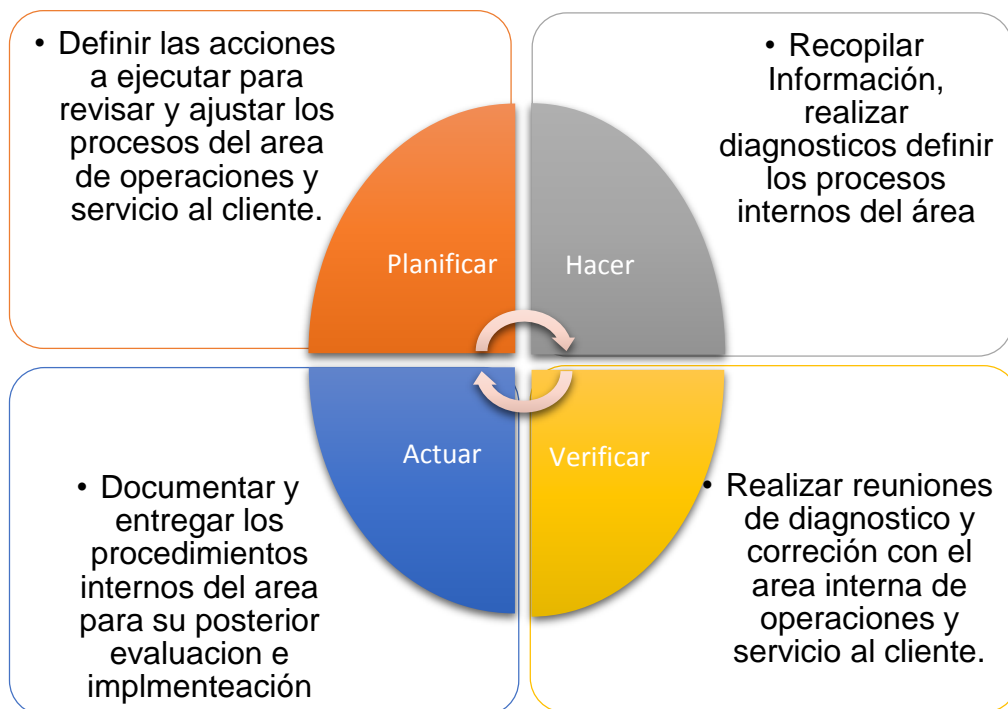 • Definir las acciones
a ejecutar para
revisar y ajustar los
procesos del area
de operaciones y
servicio al cliente.
• Recopilar
Información,
realizar
diagnosticos definir
los procesos
internos del área
Planificar
Hacer
Actuar
Verificar
• Documentar y
entregar los
procedimientos
internos del area
para su posterior
evaluacion e
implmenteación
• Realizar reuniones
de diagnostico y
correción con el
area interna de
operaciones y
servicio al cliente.